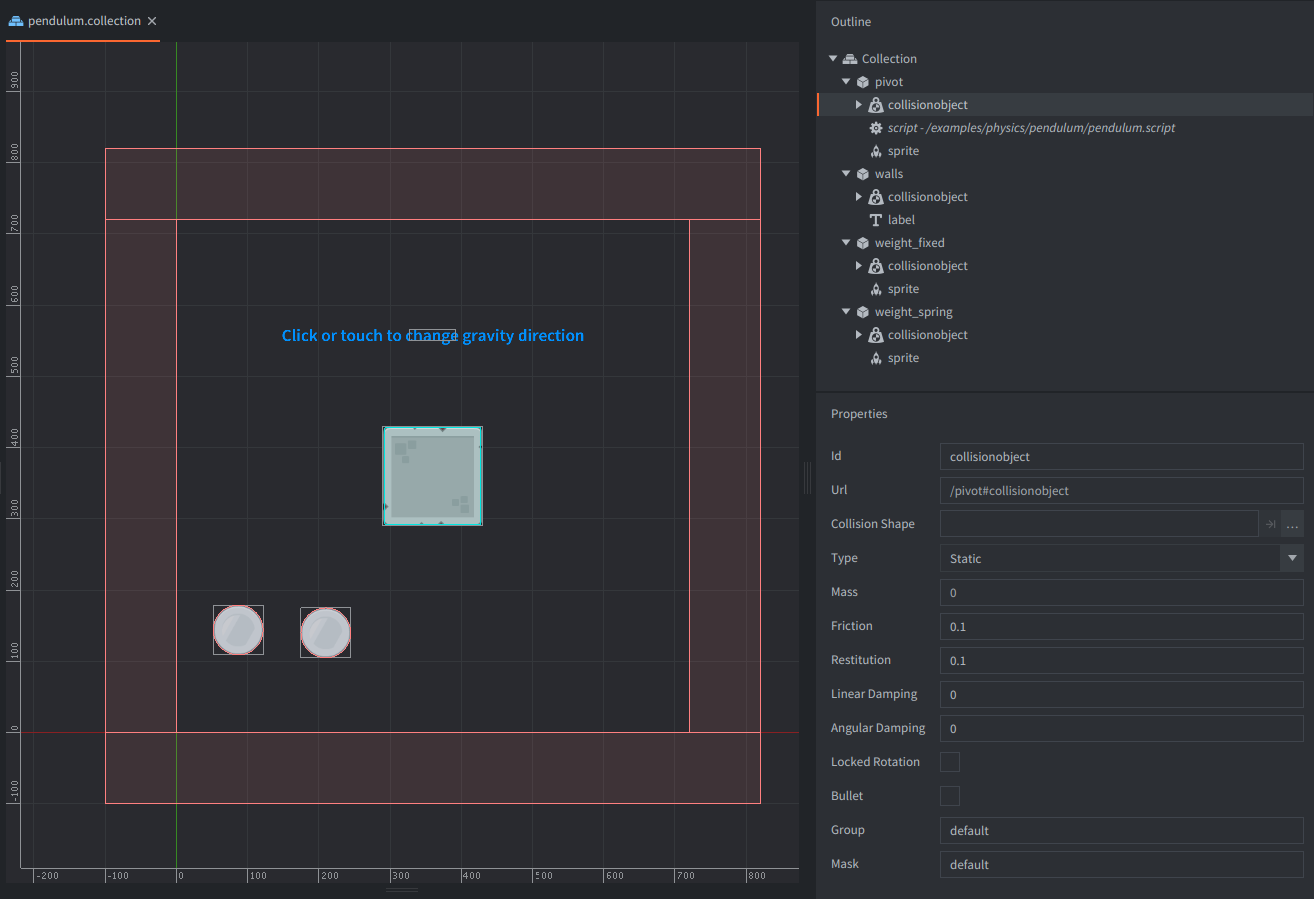 pendulum.collection
900
800
700
600
500
400
300
200
100
0
-100
-200
-100
0
100
200
300
400
500
600
700
800
Click or touch to change gravity direction
Outline
Collection
pivot
collisionobject
script - /examples/physics/pendulum/pendulum.script
sprite
walls
collisionobject
label
weight_fixed
collisionobject
sprite
weight_spring
collisionobject
sprite
Properties
Id collisionobject
Url /pivot#collisionobject
Collision Shape ...
Type Static
Mass 0
Friction 0.1
Restitution 0.1
Linear Damping 0
Angular Damping 0
Locked Rotation
Bullet
Group default
Mask default